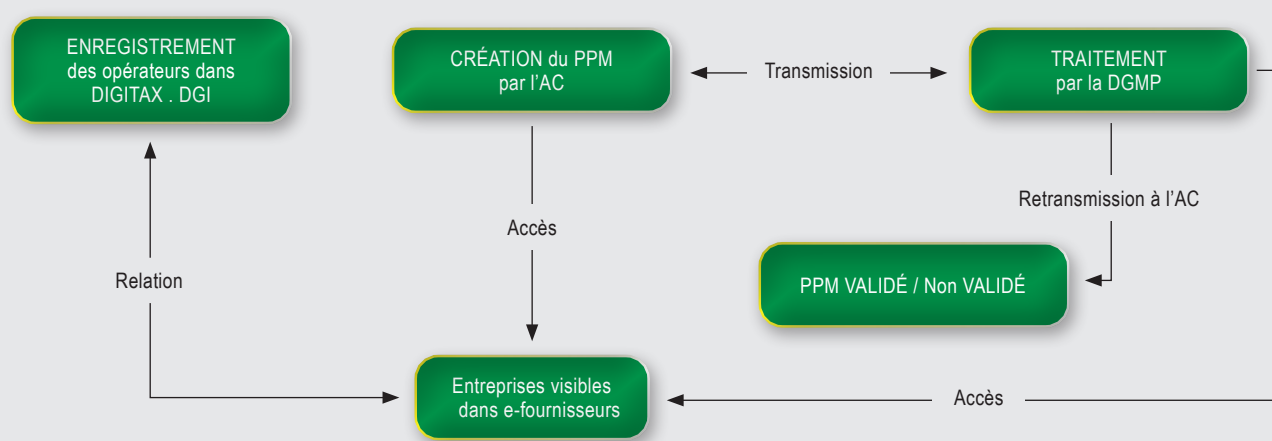 ENREGISTREMENT
des opérateurs dans
DIGITAX . DGI
CRÉATION du PPM
par l'AC
Transmission
TRAITEMENT
par la DGMP
Retransmission à l'AC
Accès
Relation
PPM VALIDÉ / Non VALIDÉ
Entreprises visibles
dans e-fournisseurs
Accès